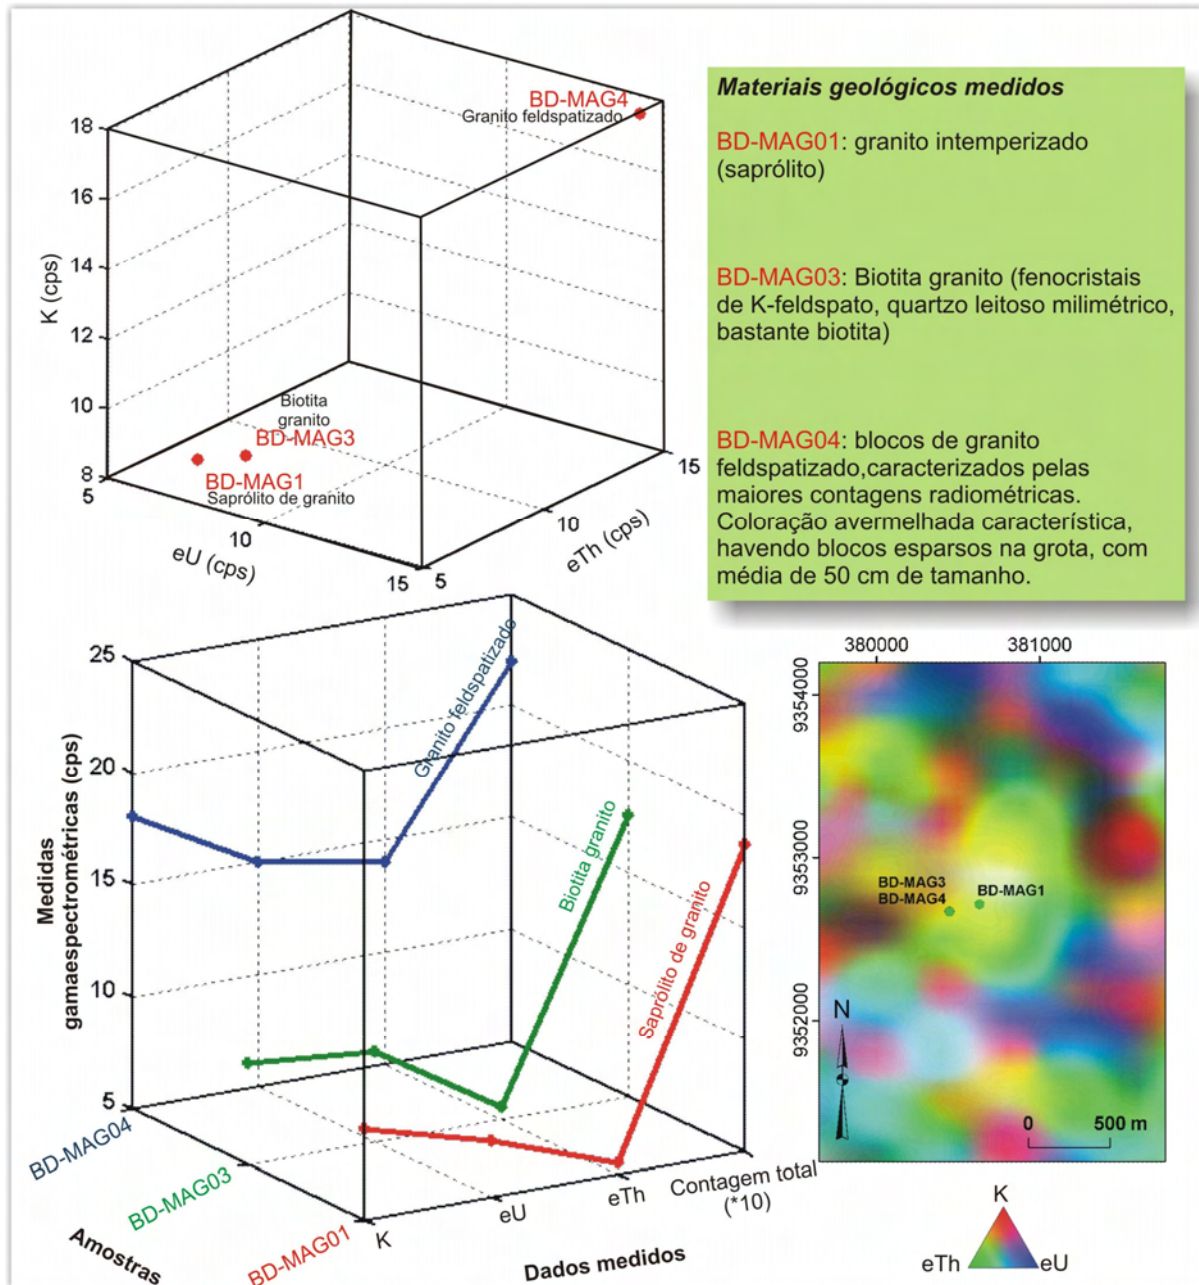 BD-MAG4
Granito feldspatizado
18
16
14
12
10
8
K (cps)
Biotita
granito
BD-MAG3
BD-MAG1
Saprólito de granito
5
10
15
eU (cps)
5
10
15
eTh (cps)
Materiais geológicos medidos
BD-MAG01: granito intemperizado
(saprólito)
BD-MAG03: Biotita granito (fenocristais
de K-feldspato, quartzo leitoso milimétrico,
bastante biotita)
BD-MAG04: blocos de granito
feldspatizado,caracterizados pelas
maiores contagens radiométricas.
Coloração avermelhada característica,
havendo blocos esparsos na grota, com
média de 50 cm de tamanho.
25
20
15
10
5
Medidas
gamaespectrométricas (cps)
Granito feldspatizado
Biotita granito
Saprólito de granito
BD-MAG04
BD-MAG03
BD-MAG01
Amostras
K
eU
eTh
Contagem total
(*10)
Dados medidos
380000
381000
9354000
9353000
9352000
BD-MAG3
BD-MAG4
BD-MAG1
N
0
500 m
K
eTh
eU